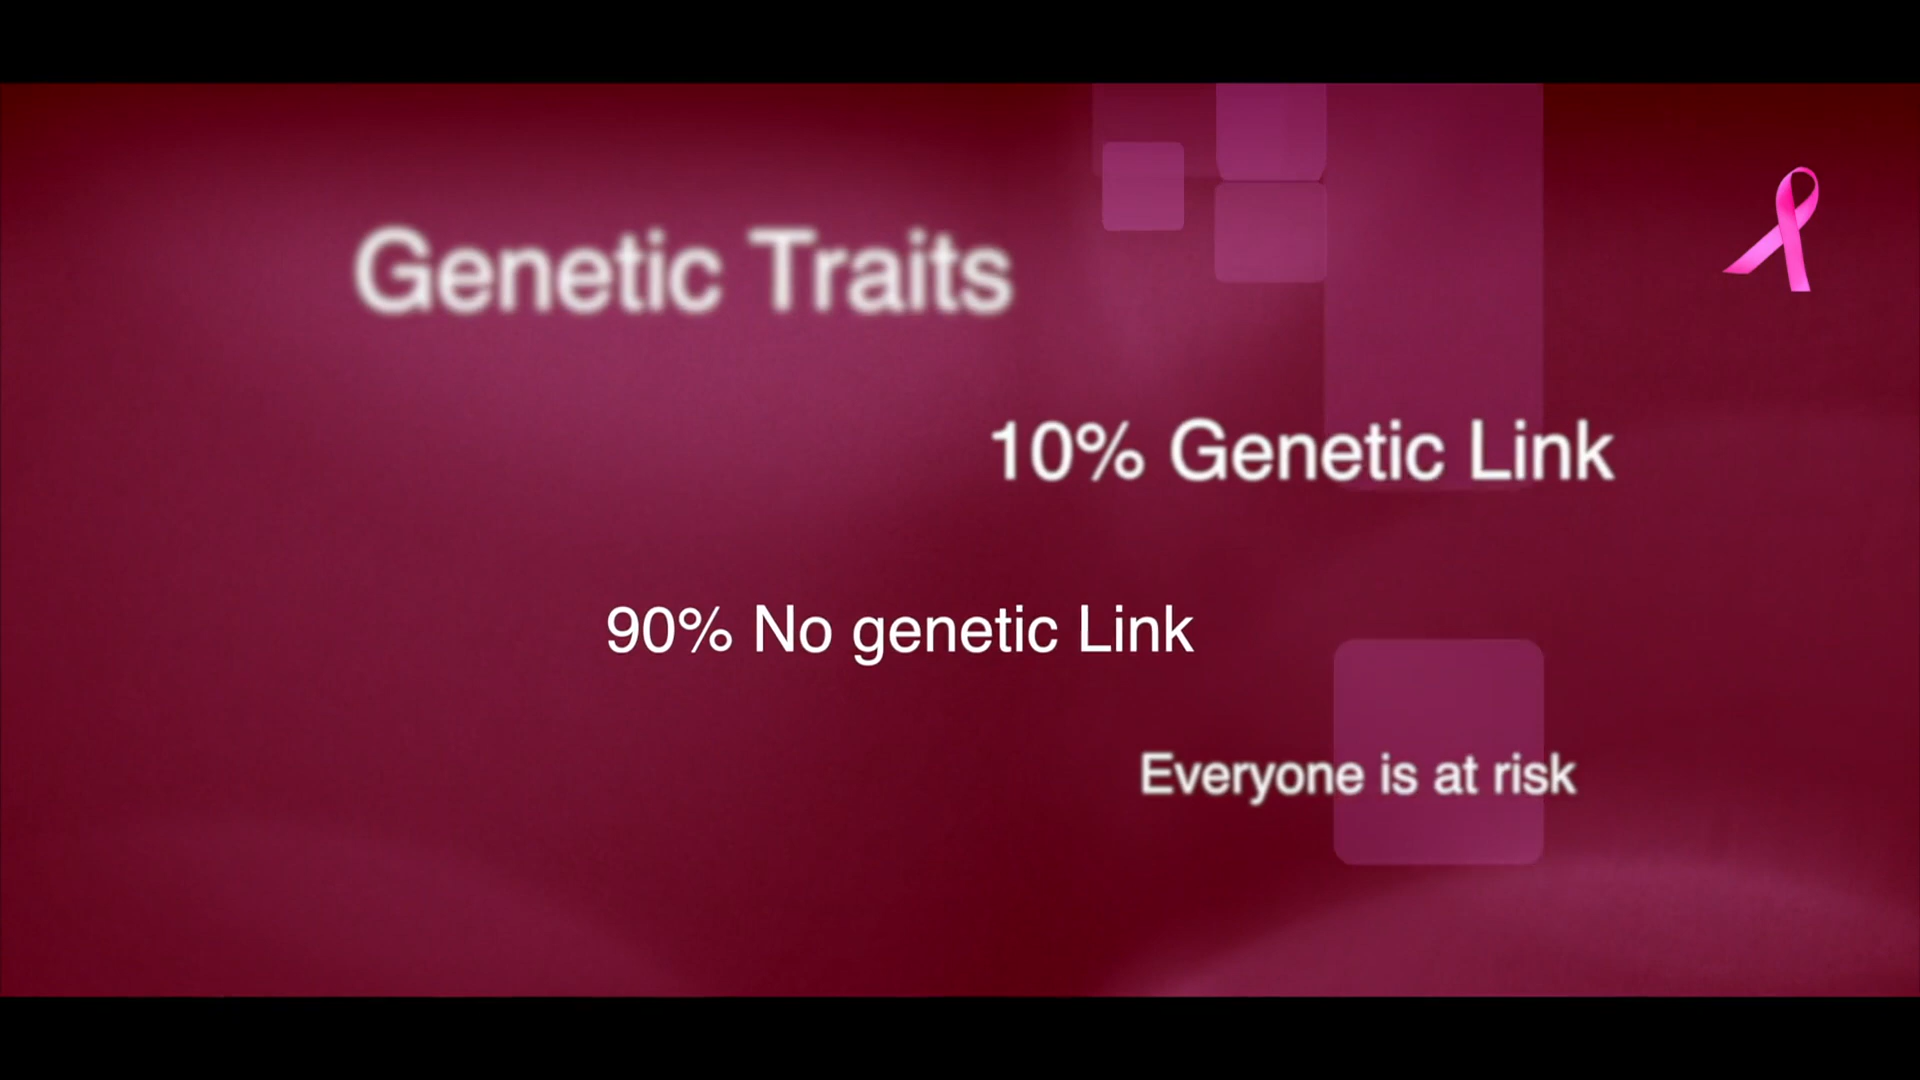 Genetic Traits
10% Genetic Link
90% No genetic Link
Everyone is at risk